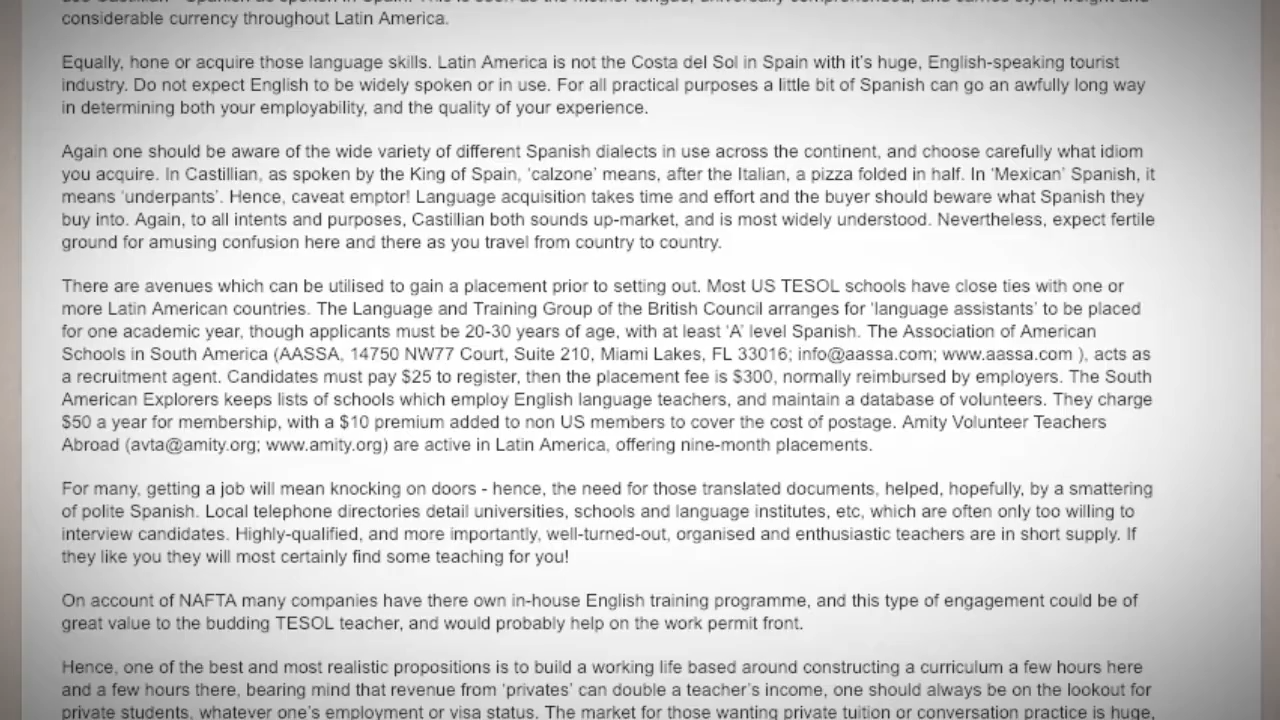 considerable currency throughout Latin America.
Equally, hone or acquire those language skills. Latin America is not the Costa del Sol in Spain with it's huge, English-speaking tourist
industry. Do not expect English to be widely spoken or in use. For all practical purposes a little bit of Spanish can go an awfully long way
in determining both your employability, and the quality of your experience.
Again one should be aware of the wide variety of different Spanish dialects in use across the continent, and choose carefully what idiom
you acquire. In Castillian, as spoken by the King of Spain, 'calzone' means, after the Italian, a pizza folded in half. In 'Mexican' Spanish, it
means 'underpants'. Hence, caveat emptor! Language acquisition takes time and effort and the buyer should beware what Spanish they
buy into. Again, to all intents and purposes, Castillian both sounds up-market, and is most widely understood. Nevertheless, expect fertile
ground for amusing confusion here and there as you travel from country to country.
There are avenues which can be utilised to gain a placement prior to setting out. Most US TESOL schools have close ties with one or
more Latin American countries. The Language and Training Group of the British Council arranges for 'language assistants' to be placed
for one academic year, though applicants must be 20-30 years of age, with at least 'A' level Spanish. The Association of American
Schools in South America (AASSA, 14750 NW77 Court, Suite 210, Miami Lakes, FL 33016; info@aassa.com; www.aassa.com ), acts as
a recruitment agent. Candidates must pay $25 to register, then the placement fee is $300, normally reimbursed by employers. The South
American Explorers keeps lists of schools which employ English language teachers, and maintain a database of volunteers. They charge
$50 a year for membership, with a $10 premium added to non US members to cover the cost of postage. Amity Volunteer Teachers
Abroad (avta@amity.org; www.amity.org) are active in Latin America, offering nine-month placements.
For many, getting a job will mean knocking on doors - hence, the need for those translated documents, helped, hopefully, by a smattering
of polite Spanish. Local telephone directories detail universities, schools and language institutes, etc, which are often only too willing to
interview candidates. Highly-qualified, and more importantly, well-turned-out, organised and enthusiastic teachers are in short supply. If
they like you they will most certainly find some teaching for you!
On account of NAFTA many companies have there own in-house English training programme, and this type of engagement could be of
great value to the budding TESOL teacher, and would probably help on the work permit front.
Hence, one of the best and most realistic propositions is to build a working life based around constructing a curriculum a few hours here
and a few hours there, bearing mind that revenue from 'privates' can double a teacher's income, one should always be on the lookout for
private students, whatever one's employment or visa status. The market for those wanting private tuition or conversation practice is huge,